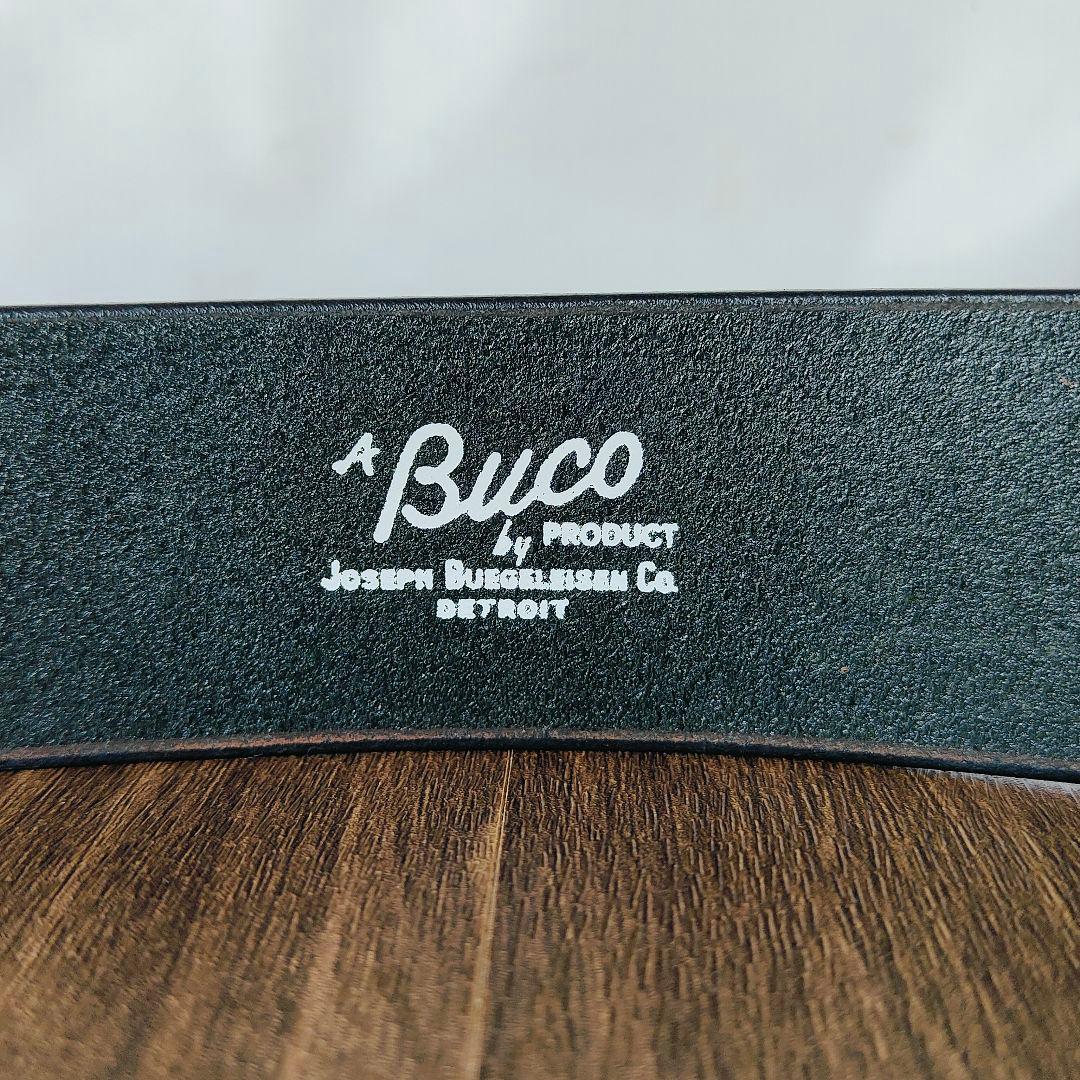 A Buco
by PRODUCT
JOSEPH BUEGELEISEN CO.
DETROIT